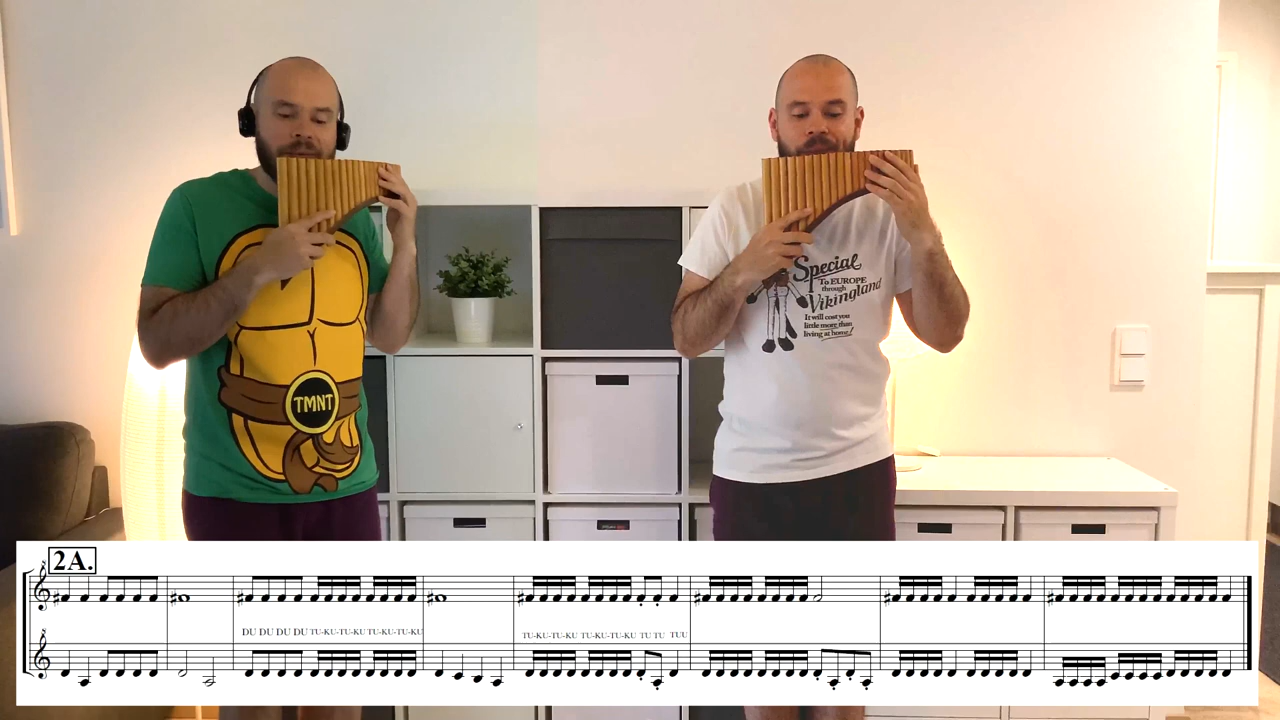 TMNT
Special
To EUROPE
through
Vikingland
It will cost you
little more than
living at home!
2A.
8
DU DU DU DU TU-KU-TU-KU TU-KU-TU-KU
TU-KU-TU-KU TU-KU-TU-KU TU TU TUU
8